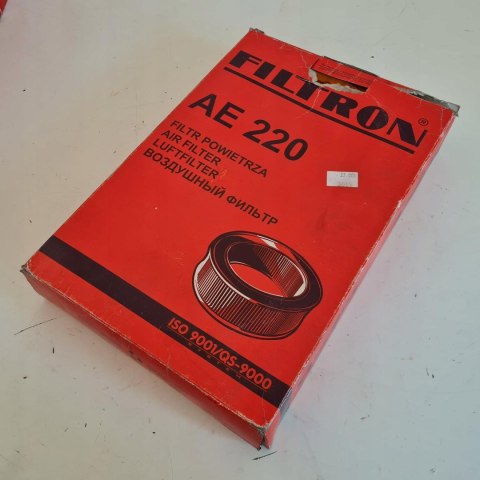 FILTRON®
AE 220
FILTR POWIETRZA
AIR FILTER
LUFTFILTER
ВОЗДУШНЫЙ ФИЛЬТР
ISO 9001/QS-9000